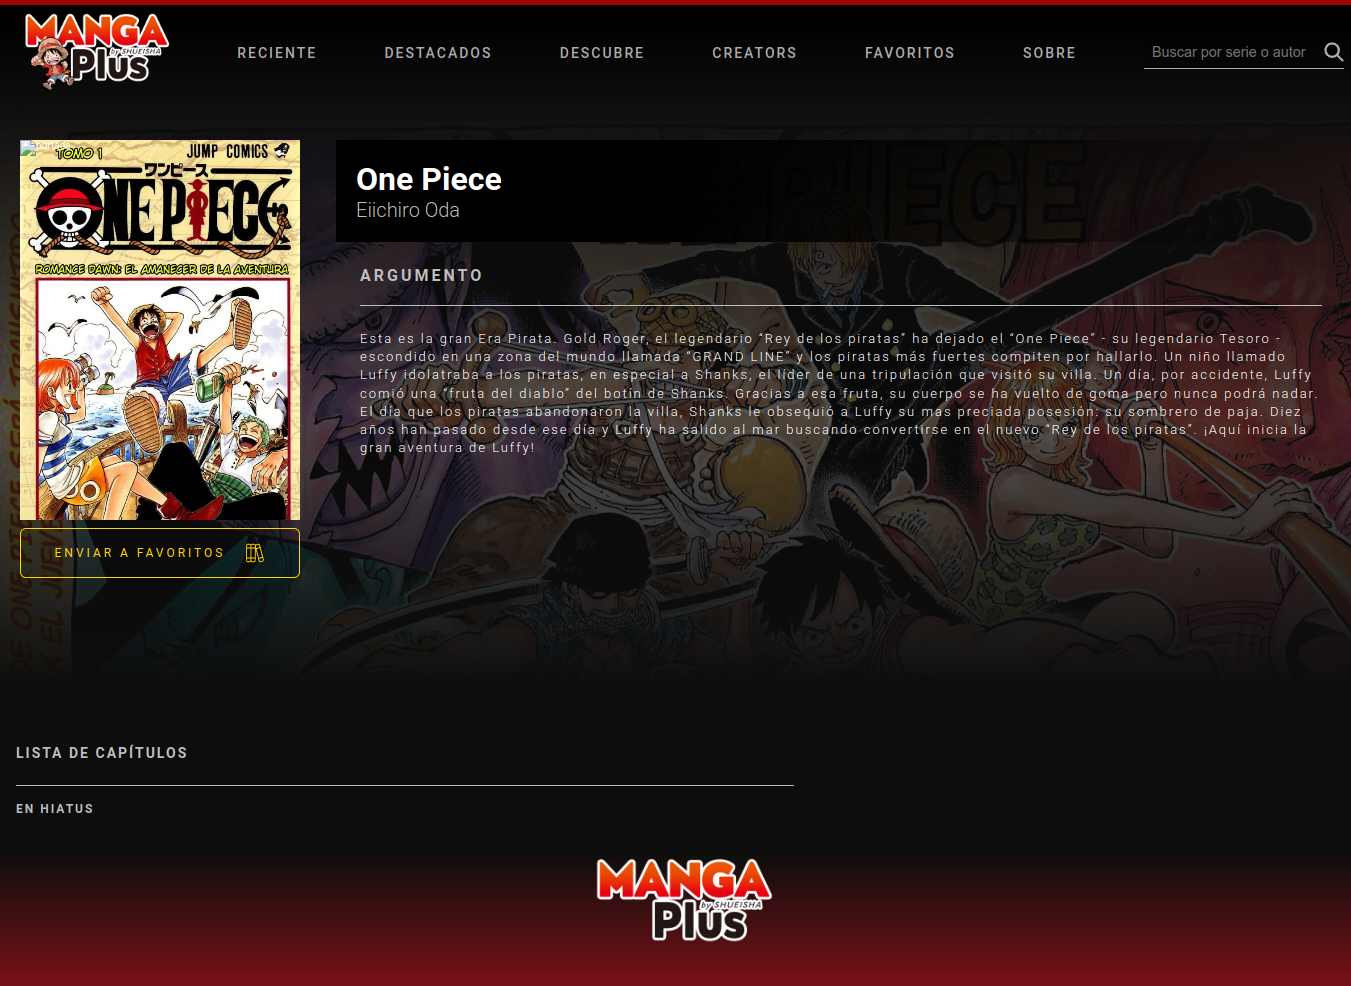 MANGA
by SHUEISHA
Plus
RECIENTE
DESTACADOS
DESCUBRE
CREATORS
FAVORITOS
SOBRE
Buscar por serie o autor
TOMO 1
JUMP COMICS
ワンピース
ONE PIECE
ROMANCE DAWN: EL AMANECER DE LA AVENTURA
ENVIAR A FAVORITOS
One Piece
Eiichiro Oda
ARGUMENTO
Esta es la gran Era Pirata. Gold Roger, el legendario “Rey de los piratas” ha dejado el “One Piece” - su legendario Tesoro -
escondido en una zona del mundo llamada “GRAND LINE” y los piratas más fuertes compiten por hallarlo. Un niño llamado
Luffy idolatraba a los piratas, en especial a Shanks, el líder de una tripulación que visitó su villa. Un día, por accidente, Luffy
comió una “fruta del diablo” del botín de Shanks. Gracias a esa fruta, su cuerpo se ha vuelto de goma pero nunca podrá nadar.
El día que los piratas abandonaron la villa, Shanks le obsequió a Luffy su mas preciada posesión: su sombrero de paja. Diez
años han pasado desde ese día y Luffy ha salido al mar buscando convertirse en el nuevo “Rey de los piratas”. ¡Aquí inicia la
gran aventura de Luffy!
LISTA DE CAPÍTULOS
EN HIATUS
MANGA
by SHUEISHA
Plus